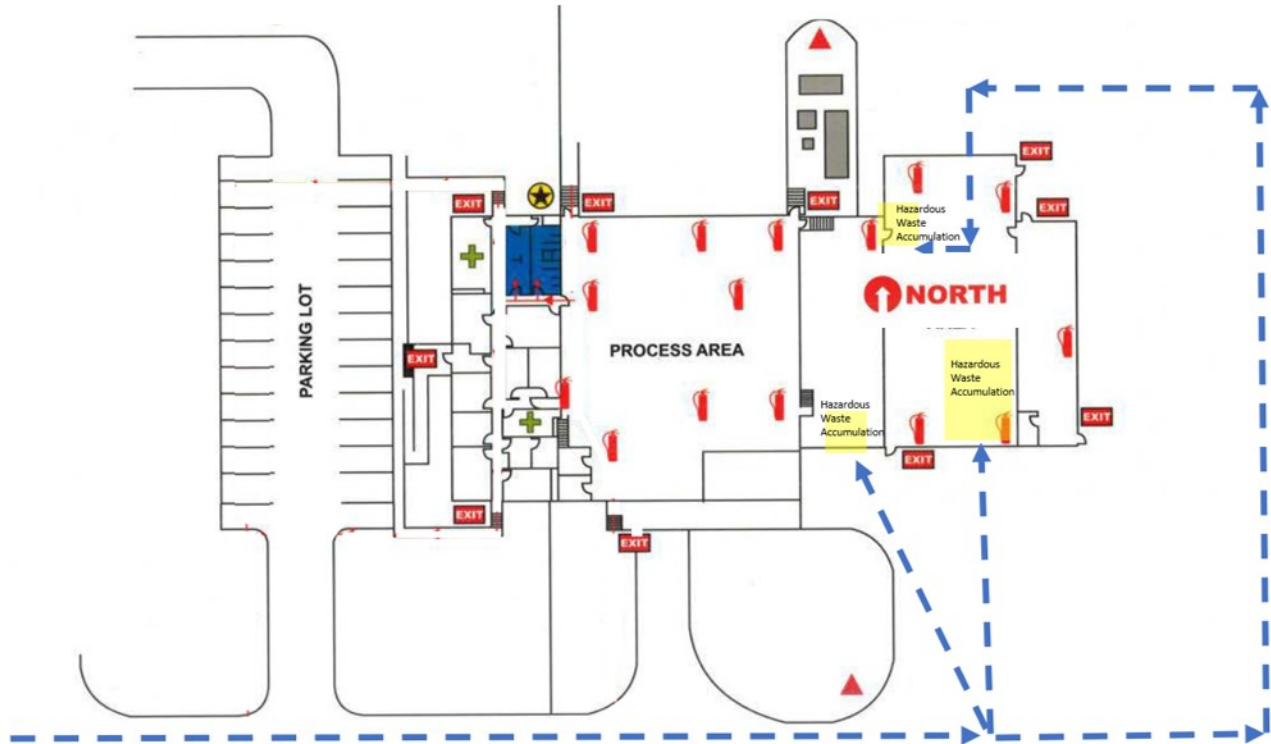 EXIT
EXIT
EXIT
EXIT
EXIT
Hazardous
Waste
Accumulation
NORTH
PARKING LOT
PROCESS AREA
EXIT
Hazardous
Waste
Accumulation
Hazardous
Waste
Accumulation
EXIT
EXIT
EXIT
EXIT